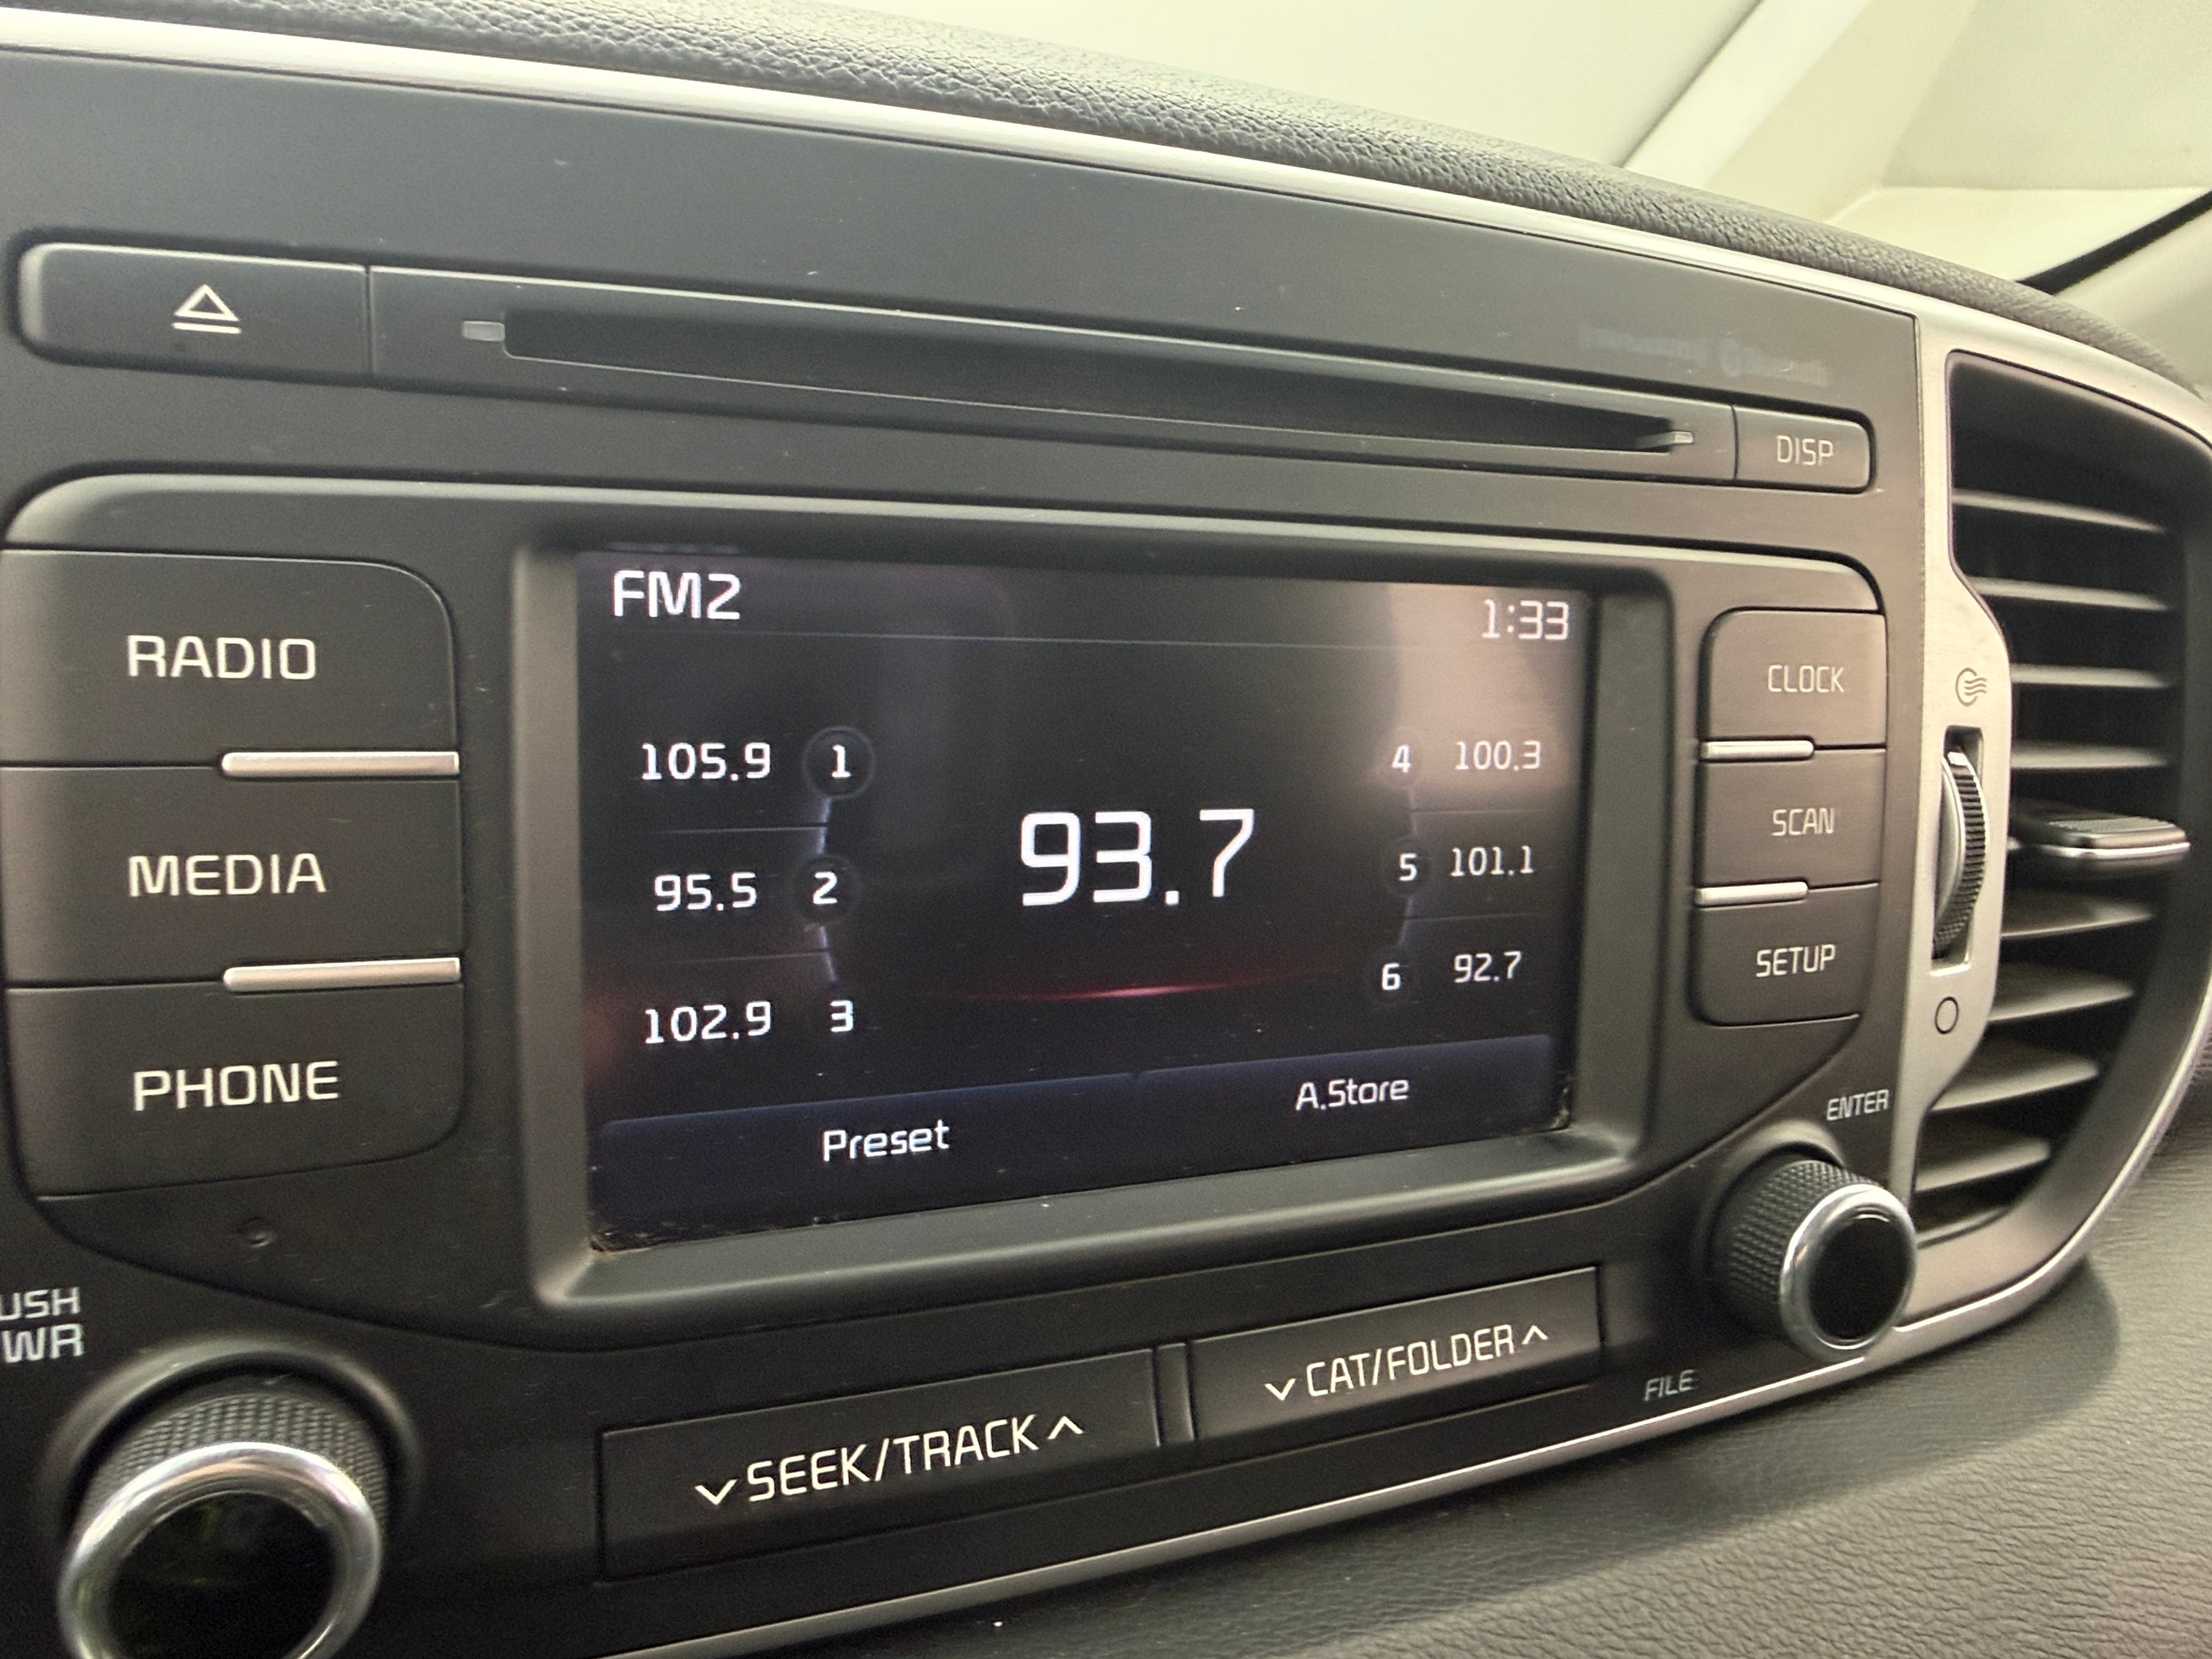 DISP
RADIO
MEDIA
PHONE
FM2 1:33
105.9 1
95.5 2
102.9 3
93.7
4 100.3
5 101.1
6 92.7
Preset A.Store
CLOCK
SCAN
SETUP
ENTER
USH
WR
SEEK/TRACK
CAT/FOLDER
FILE